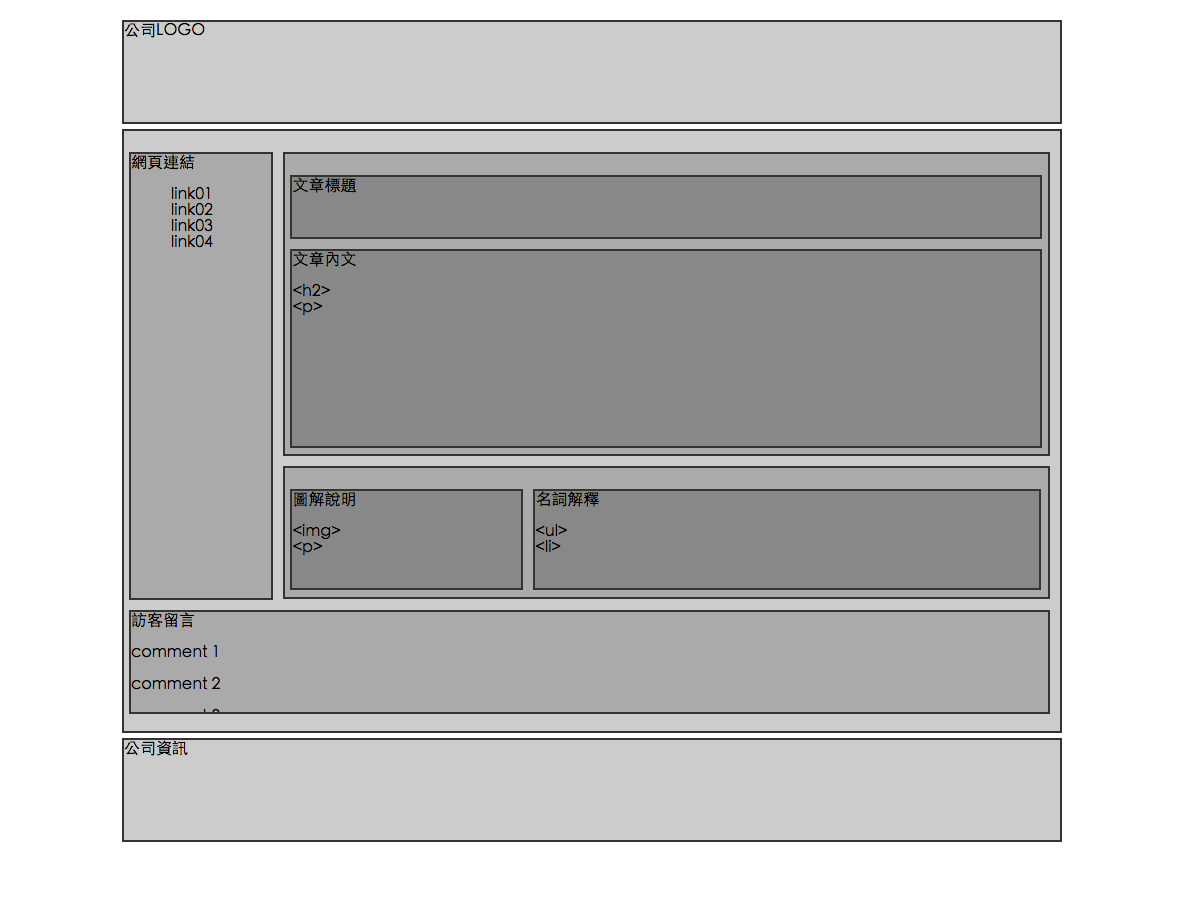 公司LOGO
網頁連結
link01
link02
link03
link04
文章標題
文章內文
<h2>
<p>
圖解說明
<img>
<p>
名詞解釋
<ul>
<li>
訪客留言
comment 1
comment 2
公司資訊